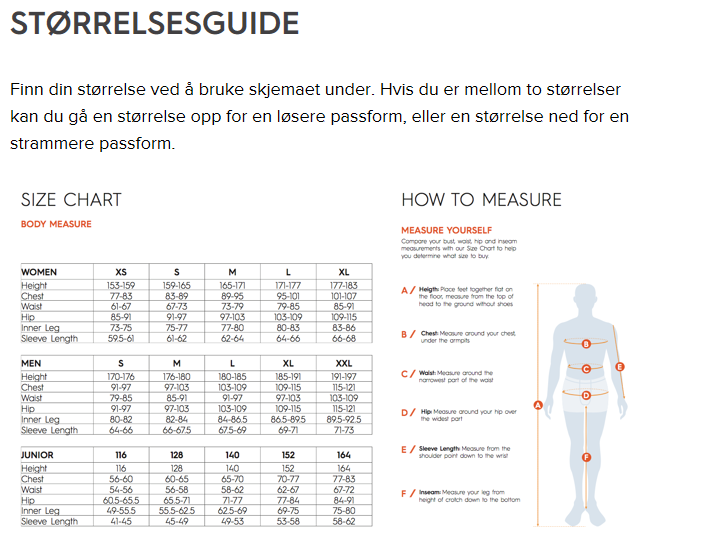 STØRRELSESGUIDE
Finn din størrelse ved å bruke skjemaet under. Hvis du er mellom to størrelser
kan du gå en størrelse opp for en løsere passform, eller en størrelse ned for en
strammere passform.
SIZE CHART
BODY MEASURE
WOMEN XS S M L XL
Height 153-159 159-165 165-171 171-177 177-183
Chest 77-83 83-89 89-95 95-101 101-107
Waist 61-67 67-73 73-79 79-85 85-91
Hip 85-91 91-97 97-103 103-109 109-115
Inner Leg 73-75 75-77 77-80 80-83 83-86
Sleeve Length 59.5-61 61-62 62-64 64-66 66-68
MEN S M L XL XXL
Height 170-176 176-180 180-185 185-191 191-197
Chest 91-97 97-103 103-109 109-115 115-121
Waist 79-85 85-91 91-97 97-103 103-109
Hip 91-97 97-103 103-109 109-115 115-121
Inner Leg 80-82 82-84 84-86.5 86.5-89.5 89.5-92.5
Sleeve Length 64-66 66-67.5 67.5-69 69-71 71-73
JUNIOR 116 128 140 152 164
Height 116 128 140 152 164
Chest 56-60 60-65 65-70 70-77 77-83
Waist 54-56 56-58 58-62 62-67 67-72
Hip 60.5-65.5 65.5-71 71-77 77-84 84-91
Inner Leg 49-55.5 55.5-62.5 62.5-69 69-75 75-80
Sleeve Length 41-45 45-49 49-53 53-58 58-62
HOW TO MEASURE
MEASURE YOURSELF
Compare your bust, waist, hip and inseam
measurements with our Size Chart to help
you determine what size to buy.
A / Heigth: Place feet together flat on
the floor, measure from the top of
head to the ground without shoes
B / Chest: Measure around your chest,
under the armpits
C / Waist: Measure around the
narrowest part of the waist
D / Hip: Measure around your hip over
the widest part
E / Sleeve Length: Measure from the
shoulder point down to the wrist
F / Inseam: Measure your leg from
height of crotch down to the bottom
B
C
E
D
A
F